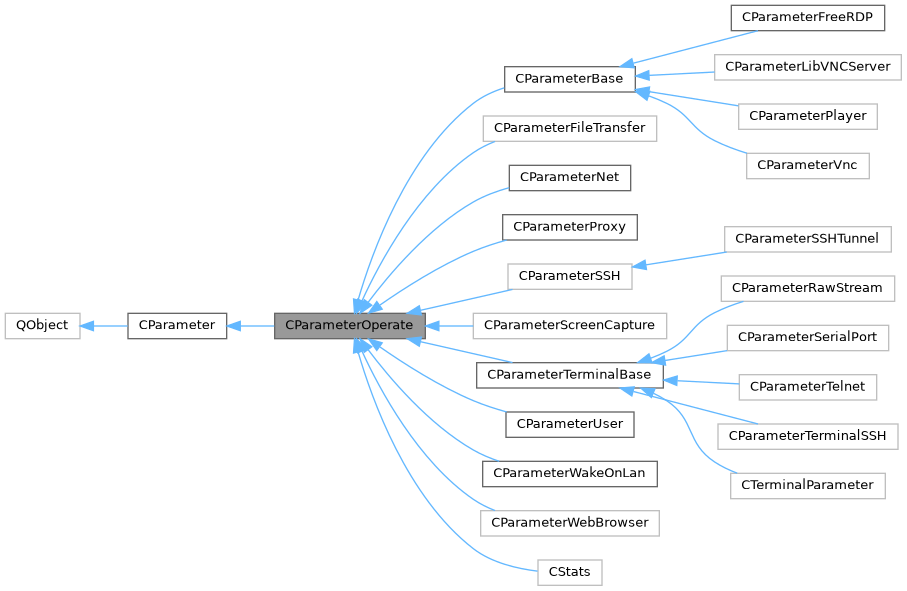 CParameterFreeRDP
CParameterLibVNCServer
CParameterBase
CParameterPlayer
CParameterFileTransfer
CParameterVnc
CParameterNet
CParameterProxy
CParameterSSHTunnel
CParameterSSH
CParameterRawStream
QObject
CParameter
CParameterOperate
CParameterScreenCapture
CParameterSerialPort
CParameterTerminalBase
CParameterTelnet
CParameterUser
CParameterTerminalSSH
CParameterWakeOnLan
CTerminalParameter
CParameterWebBrowser
CStats